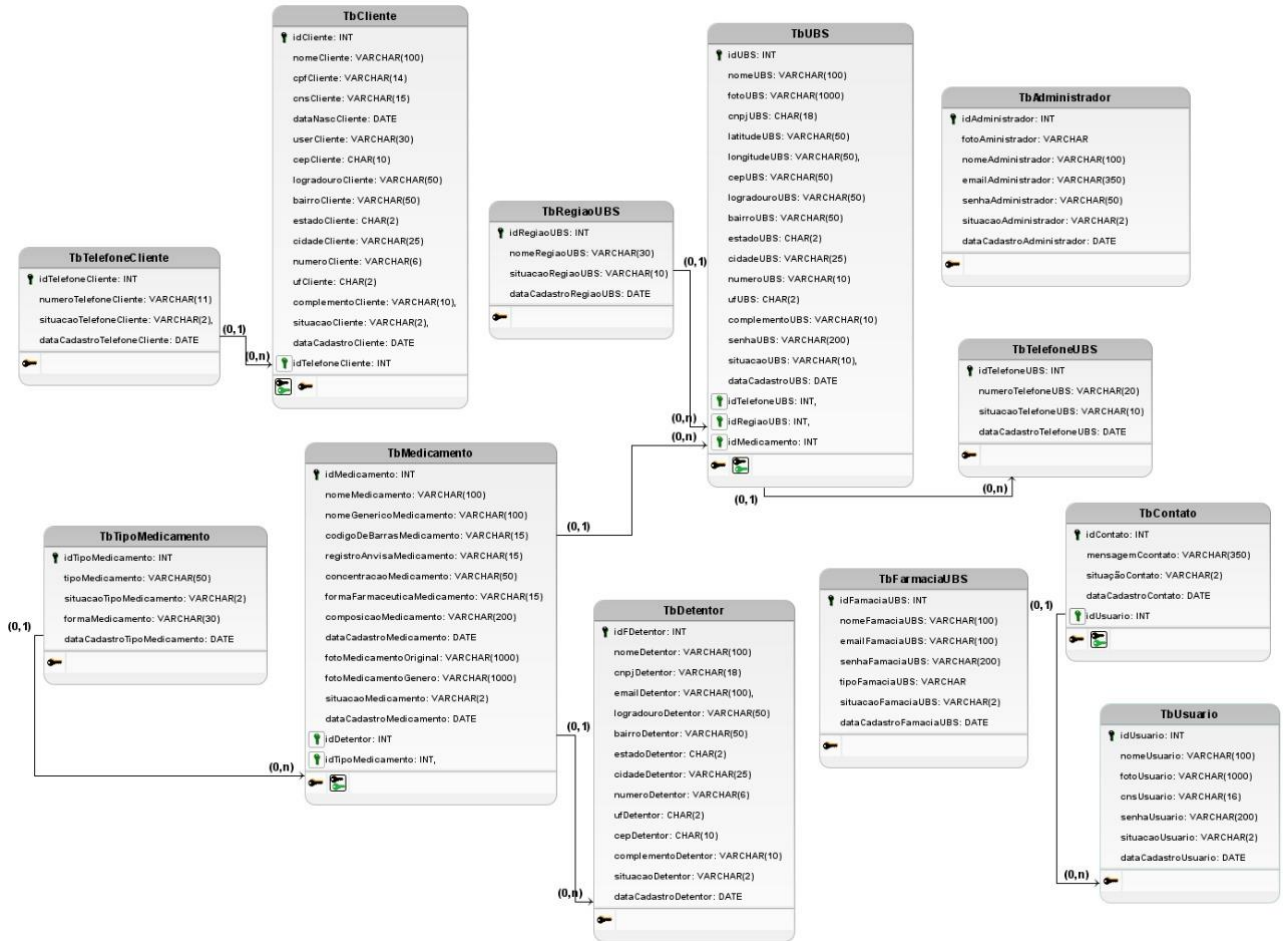 TbCliente
idCliente: INT
nomeCliente: VARCHAR(100)
cpfCliente: VARCHAR(14)
cnsCliente: VARCHAR(15)
dataNascCliente: DATE
userCliente: VARCHAR(30)
cepCliente: CHAR(10)
logradouroCliente: VARCHAR(50)
bairroCliente: VARCHAR(50)
estadoCliente: CHAR(2)
cidadeCliente: VARCHAR(25)
numeroCliente: VARCHAR(6)
ufCliente: CHAR(2)
complementoCliente: VARCHAR(10),
situacaoCliente: VARCHAR(2),
dataCadastroCliente: DATE
idTelefoneCliente: INT
TbUBS
idUBS: INT
nomeUBS: VARCHAR(100)
fotoUBS: VARCHAR(1000)
cnpjUBS: CHAR(18)
latitudeUBS: VARCHAR(50)
longitudeUBS: VARCHAR(50),
cepUBS: VARCHAR(50)
logradouroUBS: VARCHAR(50)
bairroUBS: VARCHAR(50)
estadoUBS: CHAR(2)
cidadeUBS: VARCHAR(25)
numeroUBS: VARCHAR(10)
ufUBS: CHAR(2)
complementoUBS: VARCHAR(10)
senhaUBS: VARCHAR(200)
situacaoUBS: VARCHAR(10),
dataCadastroUBS: DATE
idTelefoneUBS: INT,
idRegiaoUBS: INT,
idMedicamento: INT
TbAdministrador
idAdministrador: INT
fotoAministrador: VARCHAR
nomeAdministrador: VARCHAR(100)
emailAdministrador: VARCHAR(350)
senhaAdministrador: VARCHAR(50)
situacaoAdministrador: VARCHAR(2)
dataCadastroAdministrador: DATE
TbRegiaoUBS
idRegiaoUBS: INT
nomeRegiaoUBS: VARCHAR(30)
situacaoRegiaoUBS: VARCHAR(10)
dataCadastroRegiaoUBS: DATE
(0,1)
(0,n)
TbTelefoneCliente
idTelefoneCliente: INT
numeroTelefoneCliente: VARCHAR(11)
situacaoTelefoneCliente: VARCHAR(2),
dataCadastroTelefoneCliente: DATE
(0,1)
(0,n)
TbTelefoneUBS
idTelefoneUBS: INT
numeroTelefoneUBS: VARCHAR(20)
situacaoTelefoneUBS: VARCHAR(10)
dataCadastroTelefoneUBS: DATE
(0,1)
(0,n)
TbMedicamento
idMedicamento: INT
nomeMedicamento: VARCHAR(100)
nomeGenericoMedicamento: VARCHAR(100)
codigoDeBarrasMedicamento: VARCHAR(15)
registroAnvisaMedicamento: VARCHAR(15)
concentracaoMedicamento: VARCHAR(50)
formaFarmaceuticaMedicamento: VARCHAR(15)
composicaoMedicamento: VARCHAR(200)
dataCadastroMedicamento: DATE
fotoMedicamentoOriginal: VARCHAR(1000)
fotoMedicamentoGenero: VARCHAR(1000)
situacaoMedicamento: VARCHAR(2)
dataCadastroMedicamento: DATE
idDetentor: INT
idTipoMedicamento: INT,
(0,1)
(0,n)
TbTipoMedicamento
idTipoMedicamento: INT
tipoMedicamento: VARCHAR(50)
situacaoTipoMedicamento: VARCHAR(2)
formaMedicamento: VARCHAR(30)
dataCadastroTipoMedicamento: DATE
(0,1)
(0,n)
TbDetentor
idFDetentor: INT
nomeDetentor: VARCHAR(100)
cnpjDetentor: VARCHAR(18)
emailDetentor: VARCHAR(100),
logradouroDetentor: VARCHAR(50)
bairroDetentor: VARCHAR(50)
estadoDetentor: CHAR(2)
cidadeDetentor: VARCHAR(25)
numeroDetentor: VARCHAR(6)
ufDetentor: CHAR(2)
cepDetentor: CHAR(10)
complementoDetentor: VARCHAR(10)
situacaoDetentor: VARCHAR(2)
dataCadastroDetentor: DATE
(0,1)
(0,n)
TbFarmaciaUBS
idFamaciaUBS: INT
nomeFamaciaUBS: VARCHAR(100)
emailFamaciaUBS: VARCHAR(100)
senhaFamaciaUBS: VARCHAR(200)
tipoFamaciaUBS: VARCHAR
situacaoFamaciaUBS: VARCHAR(2)
dataCadastroFamaciaUBS: DATE
TbContato
idContato: INT
mensagemCcontato: VARCHAR(350)
situaçãoContato: VARCHAR(2)
dataCadastroContato: DATE
idUsuario: INT
(0,1)
(0,n)
TbUsuario
idUsuario: INT
nomeUsuario: VARCHAR(100)
fotoUsuario: VARCHAR(1000)
cnsUsuario: VARCHAR(16)
senhaUsuario: VARCHAR(200)
situacaoUsuario: VARCHAR(2)
dataCadastroUsuario: DATE